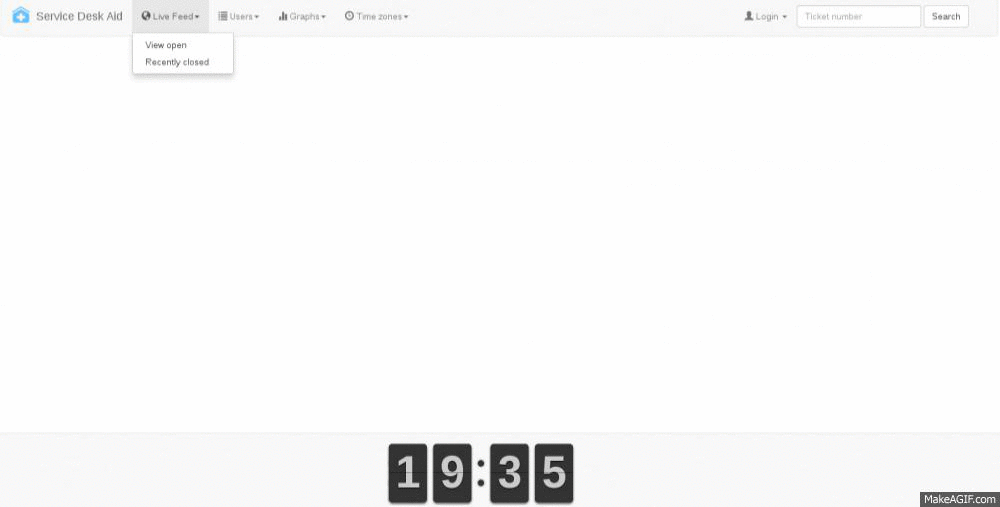 Service Desk Aid Live Feed Users Graphs Time zones Login Ticket number Search
View open
Recently closed
19:35
MakeAGIF.com